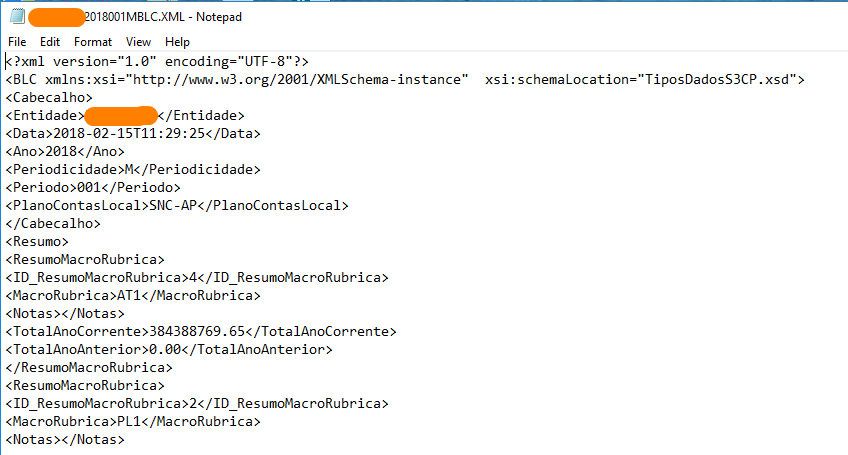 2018001MBLC.XML - Notepad
File Edit Format View Help
<?xml version="1.0" encoding="UTF-8"?>
<BLC xmlns:xsi="http://www.w3.org/2001/XMLSchema-instance"  xsi:schemaLocation="TiposDadosS3CP.xsd">
<Cabecalho>
<Entidade></Entidade>
<Data>2018-02-15T11:29:25</Data>
<Ano>2018</Ano>
<Periodicidade>M</Periodicidade>
<Periodo>001</Periodo>
<PlanoContasLocal>SNC-AP</PlanoContasLocal>
</Cabecalho>
<Resumo>
<ResumoMacroRubrica>
<ID_ResumoMacroRubrica>4</ID_ResumoMacroRubrica>
<MacroRubrica>AT1</MacroRubrica>
<Notas></Notas>
<TotalAnoCorrente>384388769.65</TotalAnoCorrente>
<TotalAnoAnterior>0.00</TotalAnoAnterior>
</ResumoMacroRubrica>
<ResumoMacroRubrica>
<ID_ResumoMacroRubrica>2</ID_ResumoMacroRubrica>
<MacroRubrica>PL1</MacroRubrica>
<Notas></Notas>